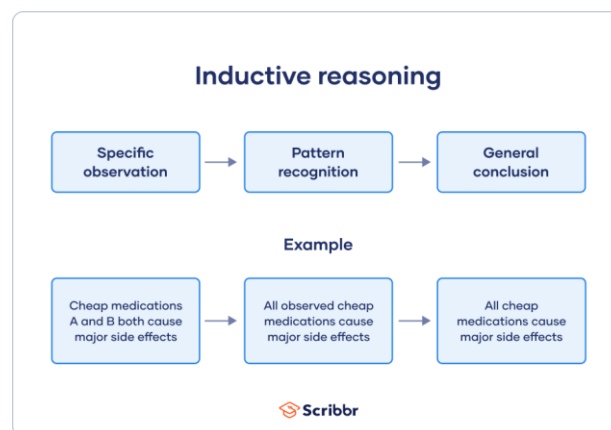 Inductive reasoning
Specific
observation
Pattern
recognition
General
conclusion
Example
Cheap medications
A and B both cause
major side effects
All observed cheap
medications cause
major side effects
All cheap
medications cause
major side effects
Scribbr